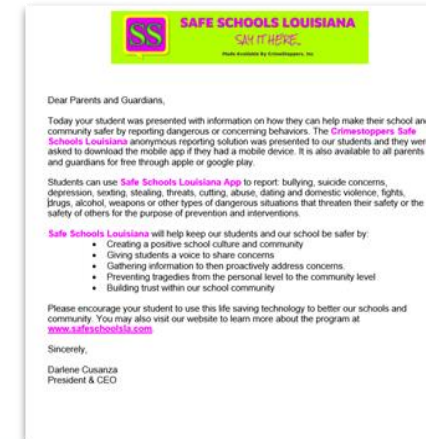 SS
SAFE SCHOOLS LOUISIANA
SAY IT HERE.
Made Available By Crimestoppers, Inc
Dear Parents and Guardians,
Today your student was presented with information on how they can help make their school and
community safer by reporting dangerous or concerning behaviors. The Crimestoppers Safe
Schools Louisiana anonymous reporting solution was presented to our students and they were
asked to download the mobile app if they had a mobile device. It is also available to all parents
and guardians for free through apple or google play.
Students can use Safe Schools Louisiana App to report: bullying, suicide concerns,
depression, sexting, stealing, threats, cutting, abuse, dating and domestic violence, fights,
drugs, alcohol, weapons or other types of dangerous situations that threaten their safety or the
safety of others for the purpose of prevention and interventions.
Safe Schools Louisiana will help keep our students and our school be safer by:
• Creating a positive school culture and community
• Giving students a voice to share concerns
• Gathering information to then proactively address concerns.
• Preventing tragedies from the personal level to the community level
• Building trust within our school community
Please encourage your student to use this life saving technology to better our schools and
community. You may also visit our website to learn more about the program at
www.safeschoolsla.com.
Sincerely,
Darlene Cusanza
President & CEO